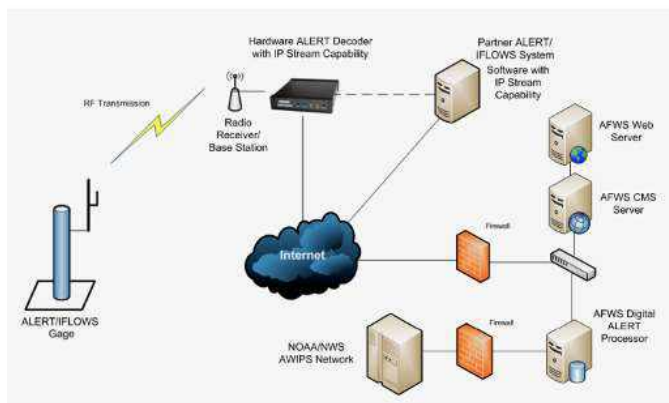 Hardware ALERT Decoder
with IP Stream Capability
Partner ALERT/
IFLOWS System
Software with
IP Stream
Capability
RF Transmission
Radio
Receiver/
Base Station
AFWS Web
Server
AFWS CMS
Server
Firewall
Internet
ALERT/IFLOWS
Gage
NOAA/NWS
AWIPS Network
Firewall
AFWS Digital
ALERT
Processor